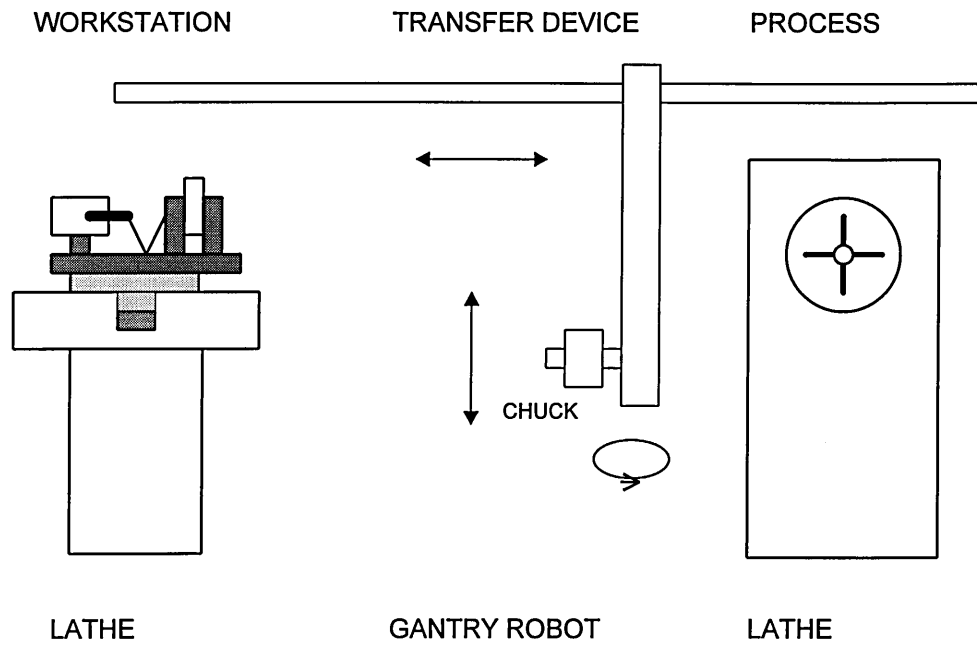 WORKSTATION TRANSFER DEVICE PROCESS
CHUCK
LATHE GANTRY ROBOT LATHE